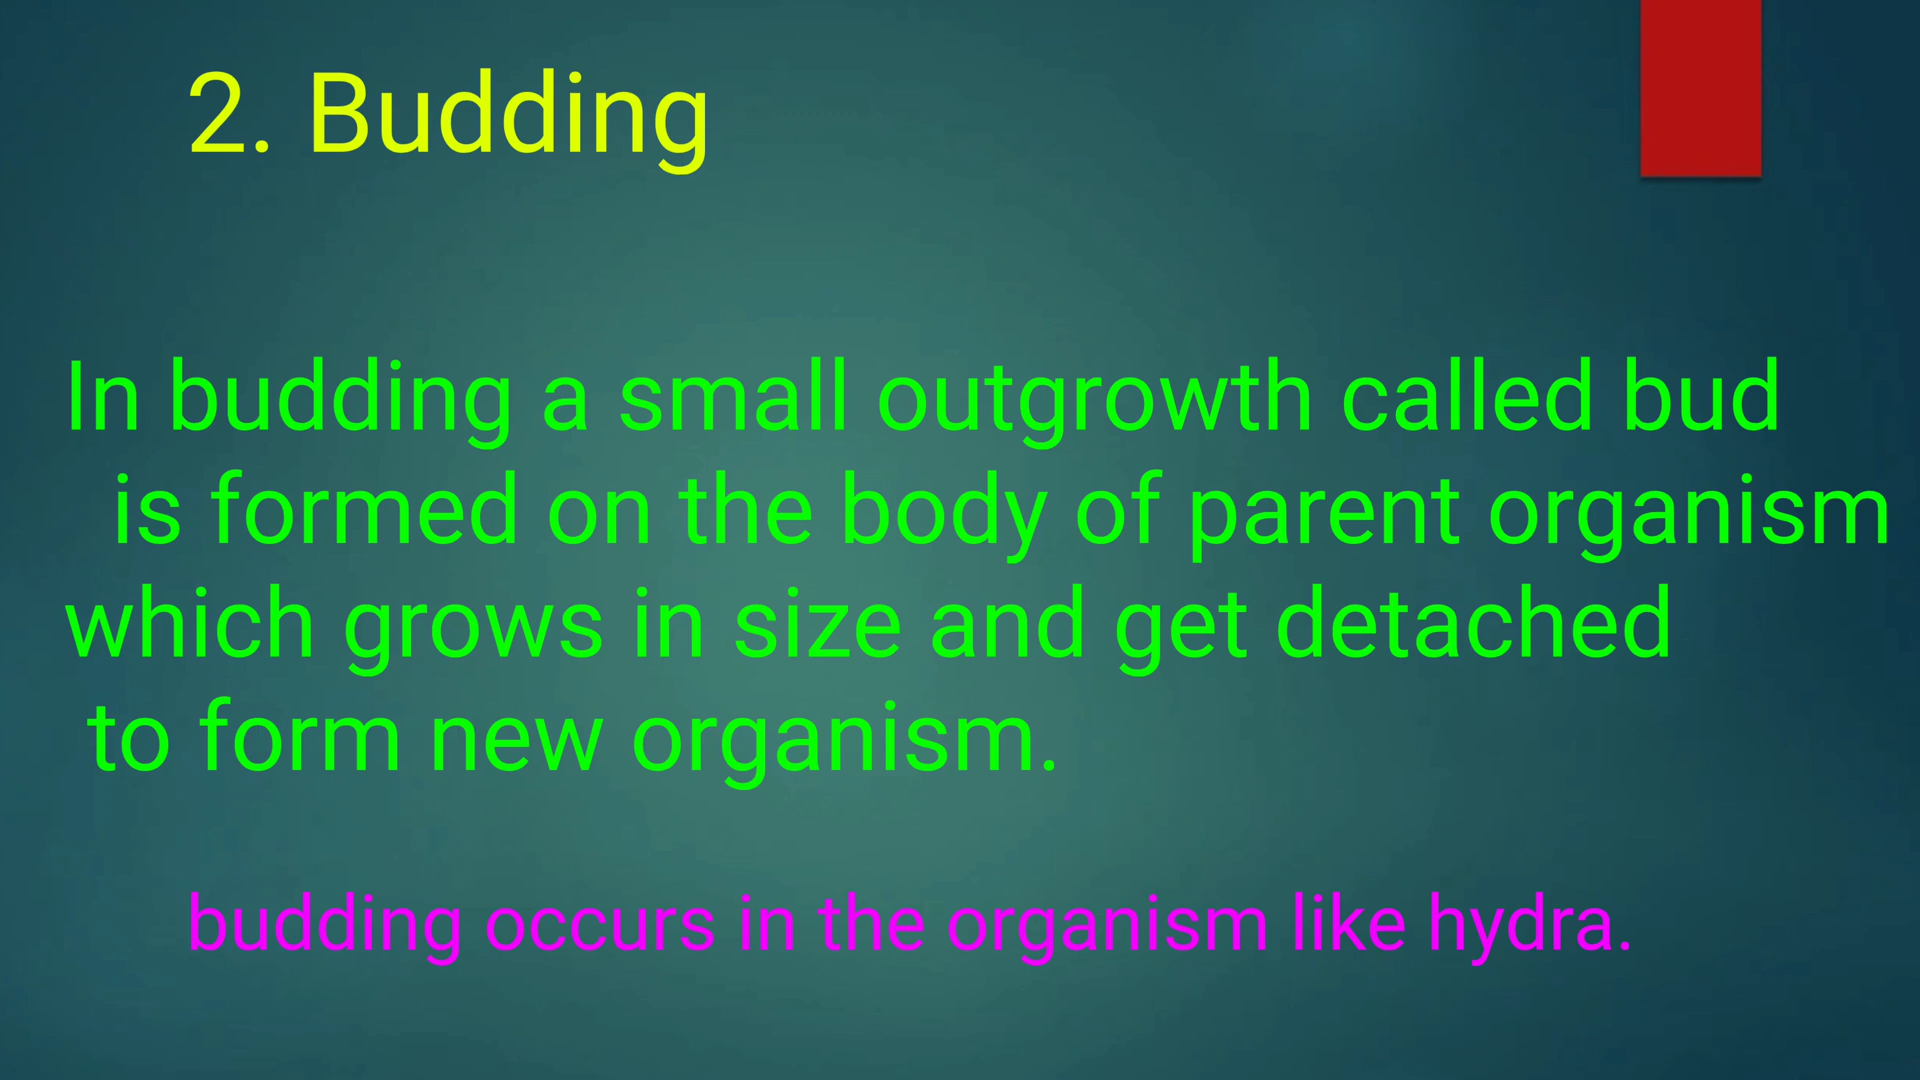 2. Budding
In budding a small outgrowth called bud
is formed on the body of parent organism
which grows in size and get detached
to form new organism.
budding occurs in the organism like hydra.